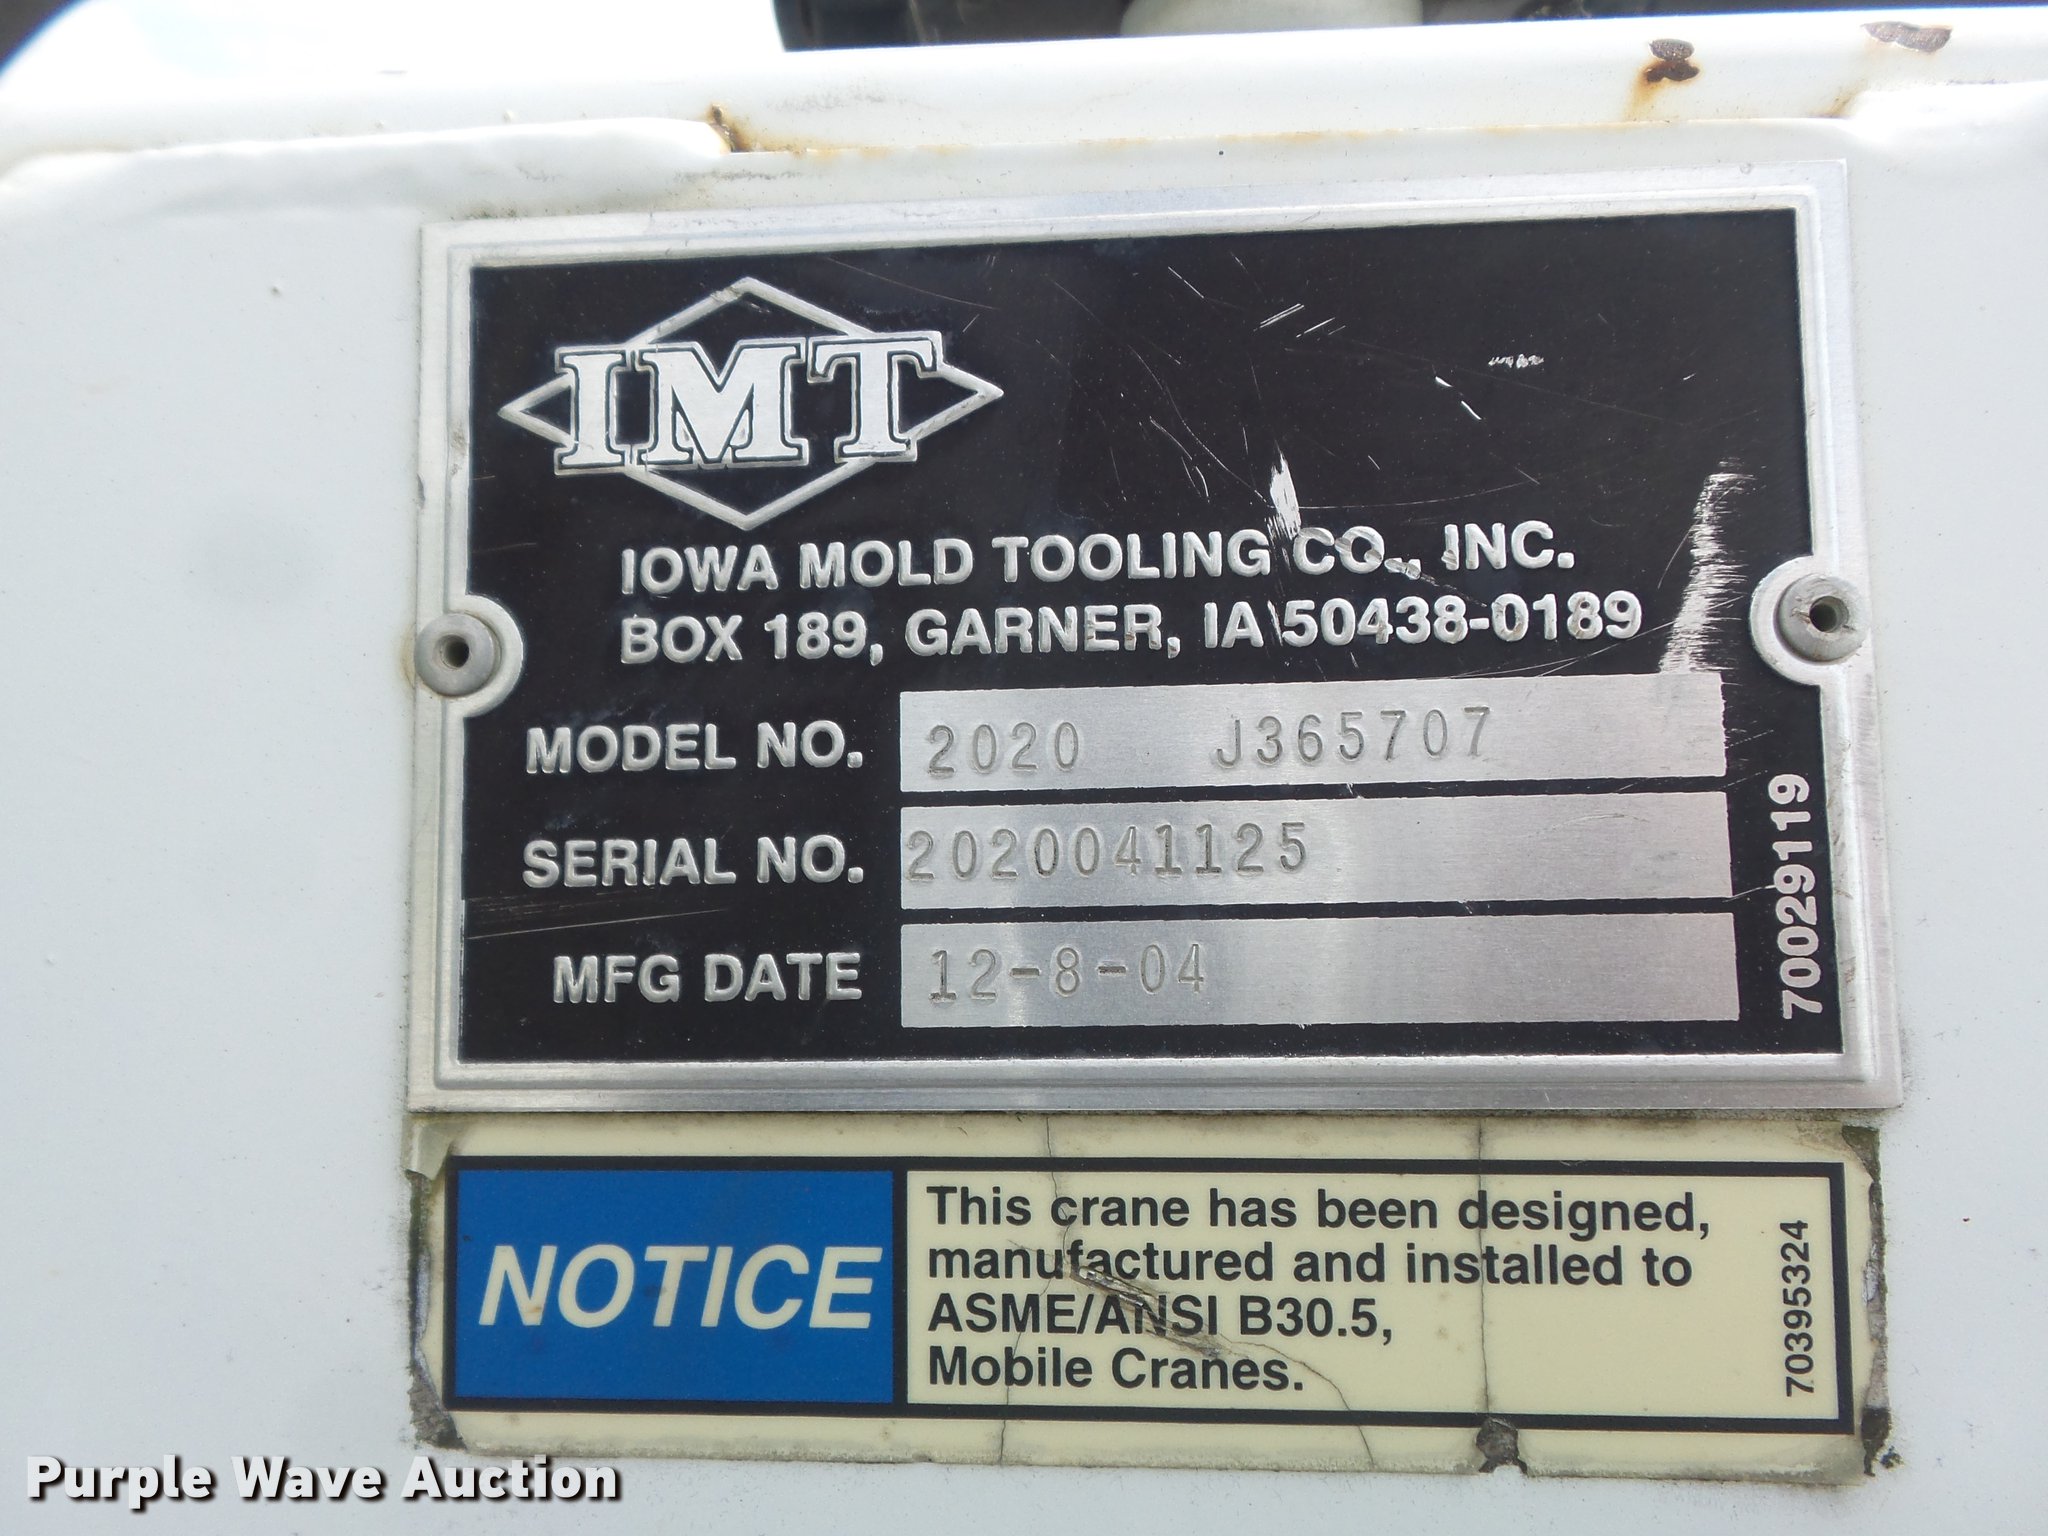 IMT
IOWA MOLD TOOLING CO., INC.
BOX 189, GARNER, IA 50438-0189
MODEL NO. 2020 J365707
SERIAL NO. 2020041125
MFG DATE 12-8-04
70029119
NOTICE
This crane has been designed,
manufactured and installed to
ASME/ANSI B30.5,
Mobile Cranes.
70395324
Purple Wave Auction